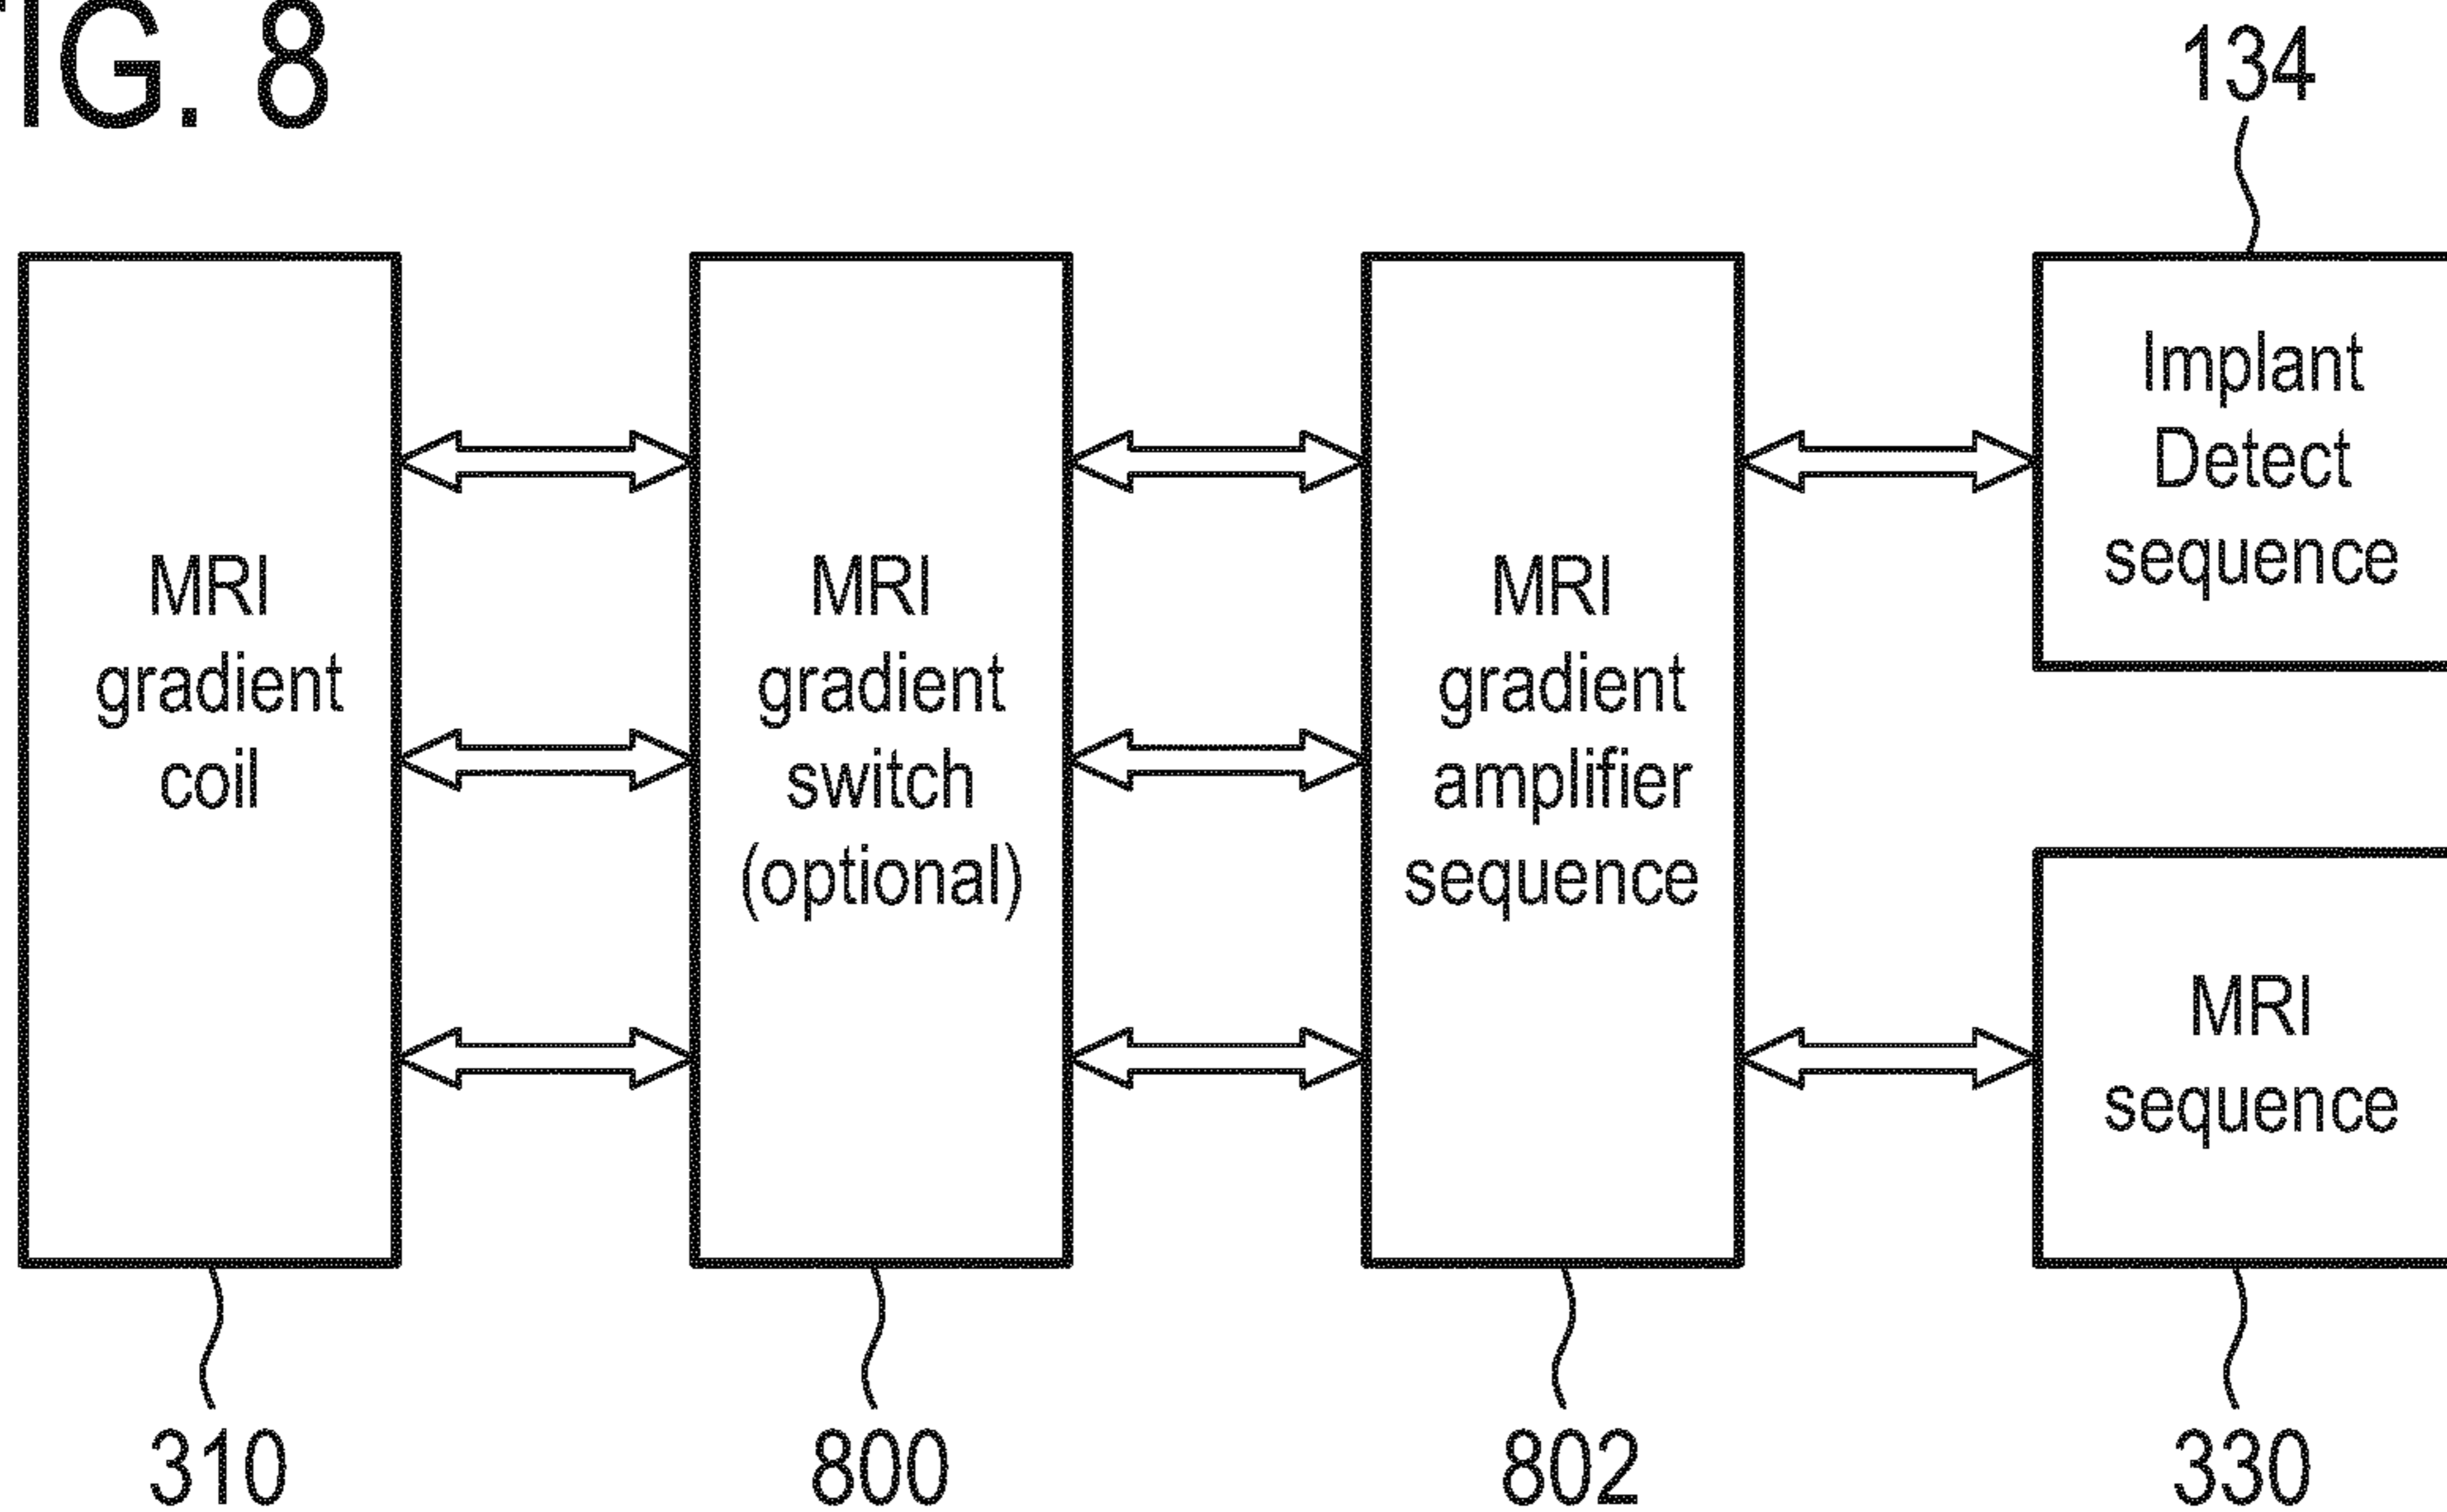 FIG. 8
134
MRI
gradient
coil
MRI
gradient
switch
(optional)
MRI
gradient
amplifier
sequence
Implant
Detect
sequence
MRI
sequence
310
800
802
330